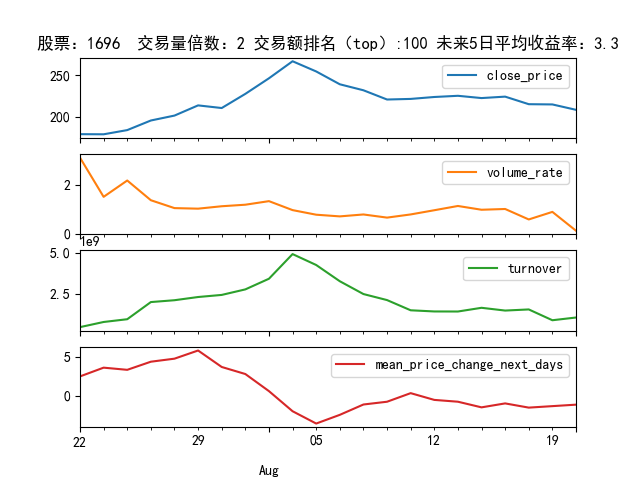 股票：1696  交易量倍数：2 交易额排名（top）:100 未来5日平均收益率：3.3
250
200
close_price
2
0
volume_rate
1e9
5.0
2.5
turnover
5
0
mean_price_change_next_days
22 29 05 12 19
Aug